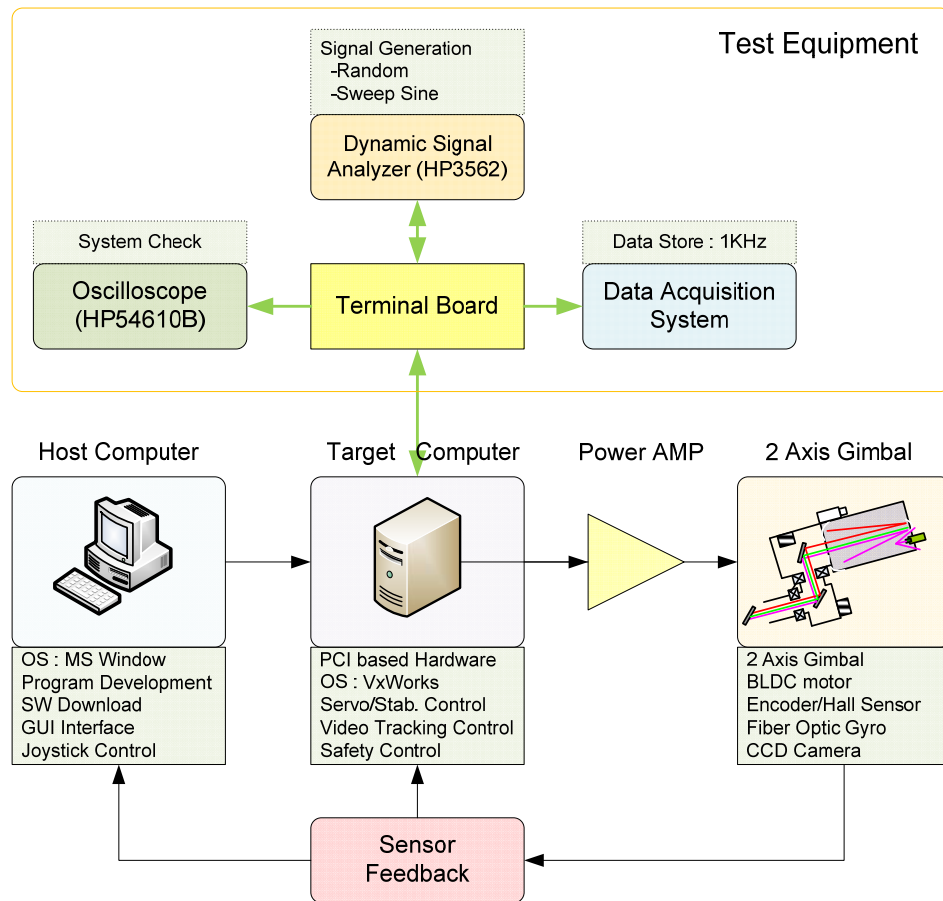 Test Equipment
Signal Generation
-Random
-Sweep Sine
Dynamic Signal
Analyzer (HP3562)
System Check
Oscilloscope
(HP54610B)
Terminal Board
Data Store : 1KHz
Data Acquisition
System
Host Computer
Target Computer
Power AMP
2 Axis Gimbal
OS : MS Window
Program Development
SW Download
GUI Interface
Joystick Control
PCI based Hardware
OS : VxWorks
Servo/Stab. Control
Video Tracking Control
Safety Control
2 Axis Gimbal
BLDC motor
Encoder/Hall Sensor
Fiber Optic Gyro
CCD Camera
Sensor
Feedback